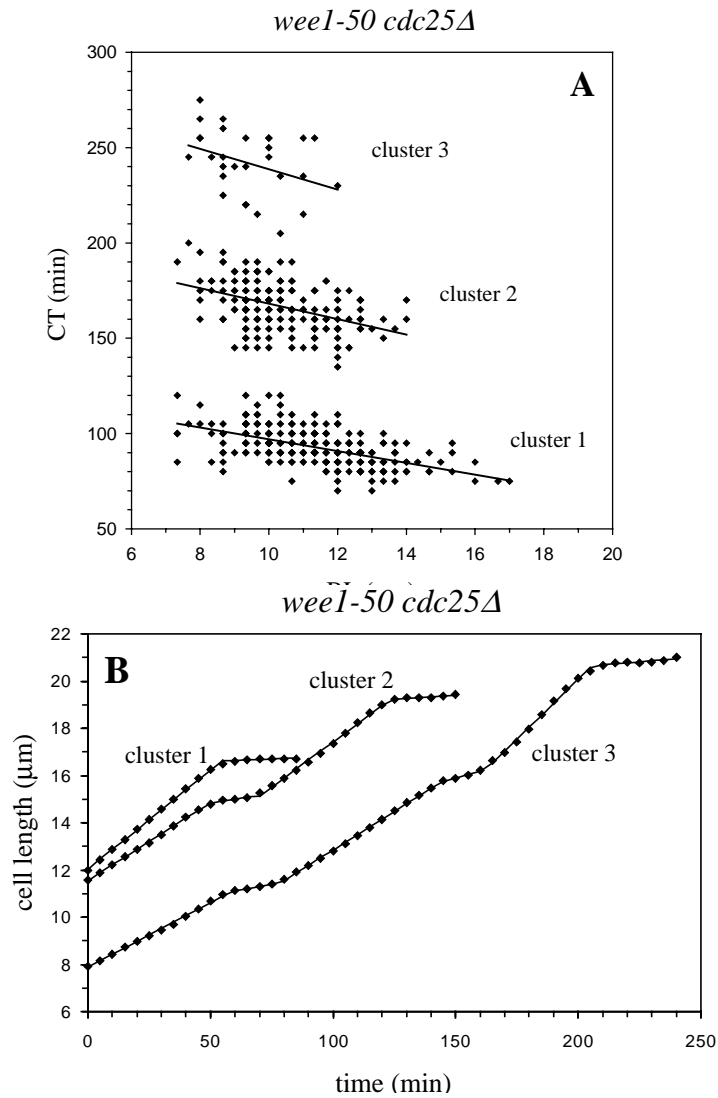 wee1-50 cdc25Δ
A
300
250
200
150
100
50
CT (min)
cluster 3
cluster 2
cluster 1
6 8 10 12 14 16 18 20
wee1-50 cdc25Δ
B
22
20
18
16
14
12
10
8
6
cell length (µm)
cluster 2
cluster 1
cluster 3
0 50 100 150 200 250
time (min)